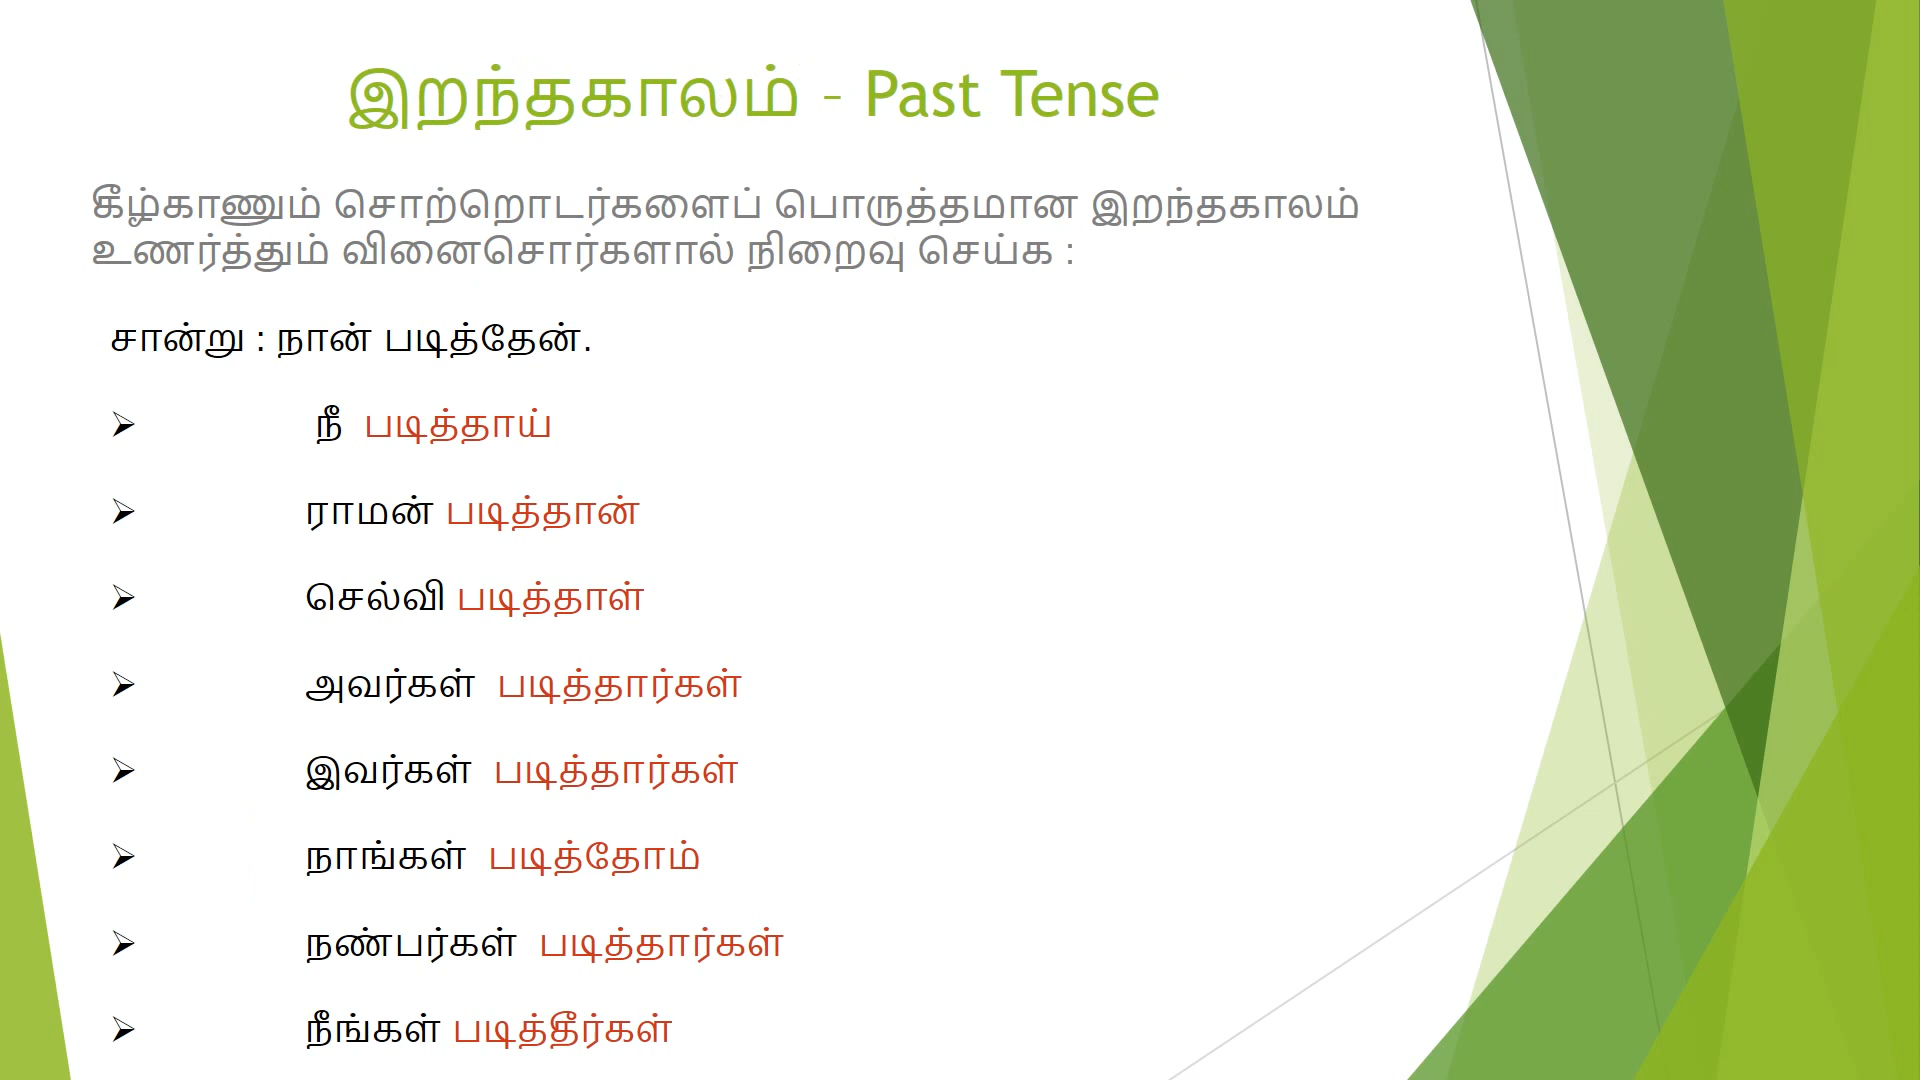 இறந்தகாலம் - Past Tense
கீழ்காணும் சொற்றொடர்களைப் பொருத்தமான இறந்தகாலம்
உணர்த்தும் வினைசொர்களால் நிறைவு செய்க :
சான்று : நான் படித்தேன்.
➢ நீ படித்தாய்
➢ ராமன் படித்தான்
➢ செல்வி படித்தாள்
➢ அவர்கள் படித்தார்கள்
➢ இவர்கள் படித்தார்கள்
➢ நாங்கள் படித்தோம்
➢ நண்பர்கள் படித்தார்கள்
➢ நீங்கள் படித்தீர்கள்